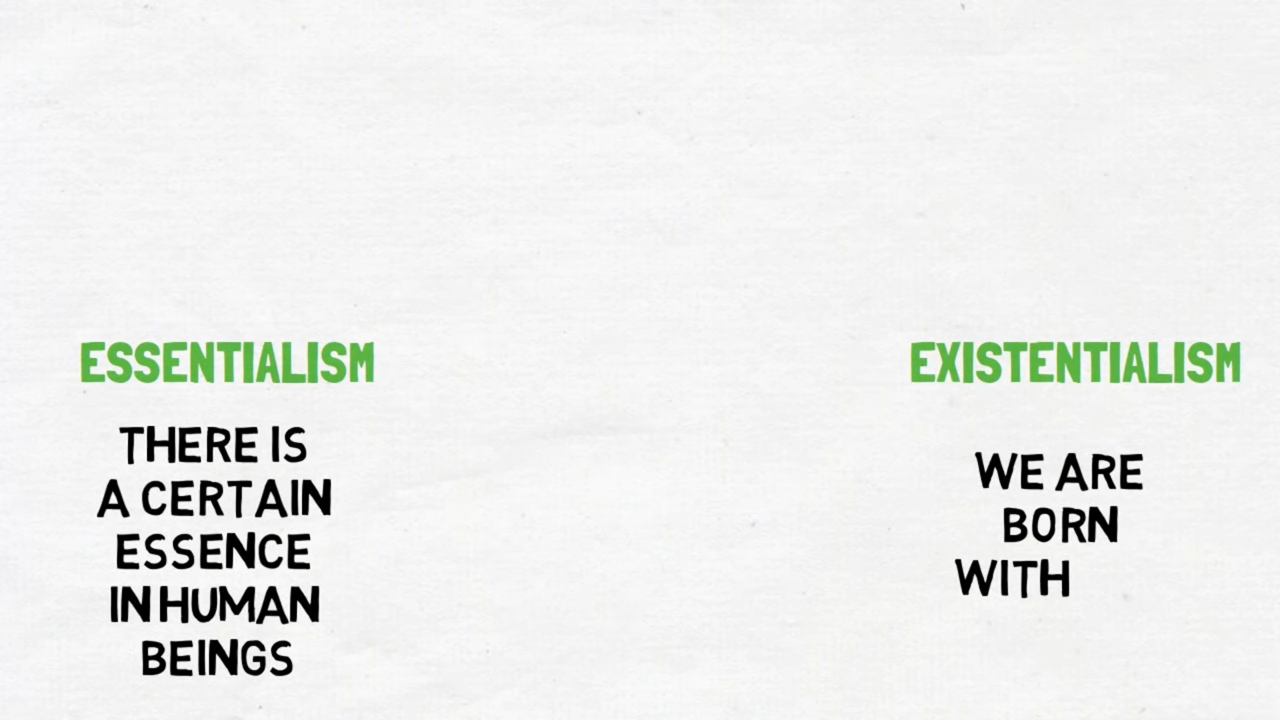 ESSENTIALISM
THERE IS
A CERTAIN
ESSENCE
IN HUMAN
BEINGS
EXISTENTIALISM
WE ARE
BORN
WITH